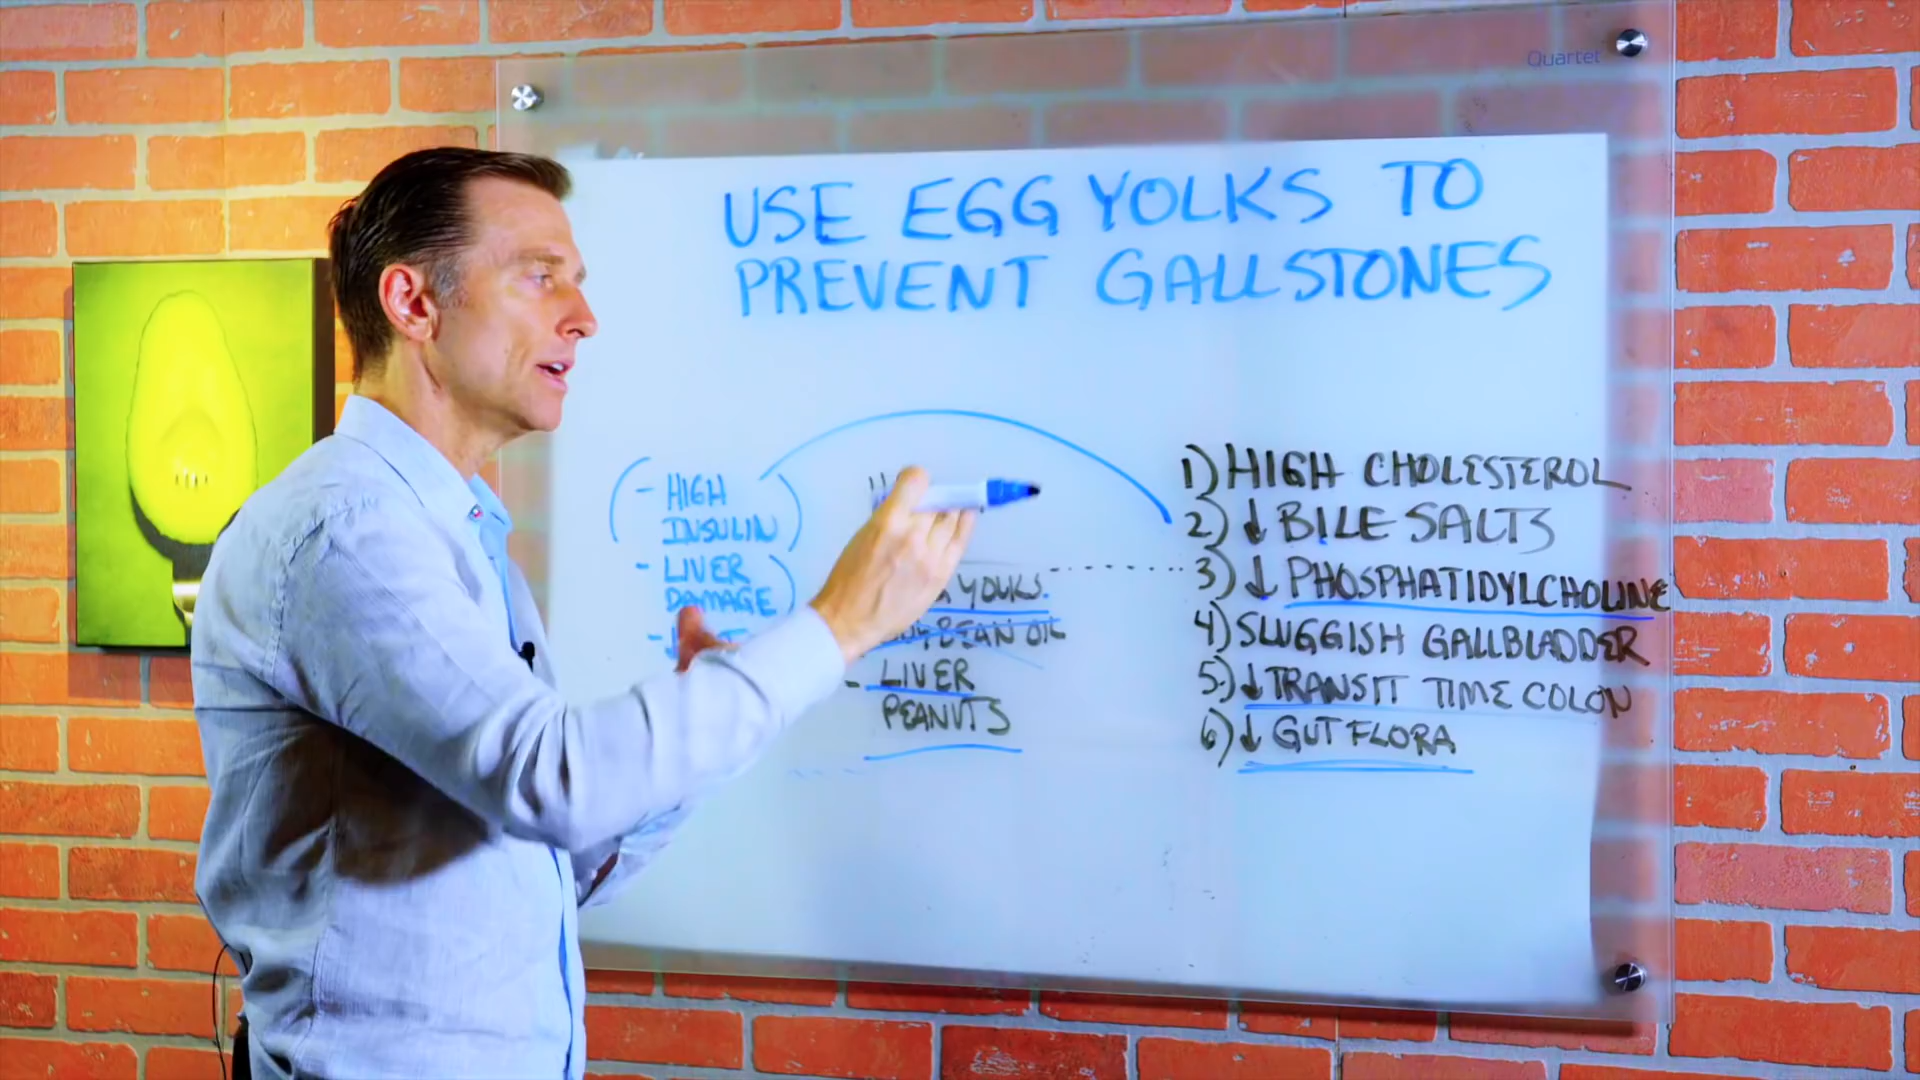 Quartet
USE EGG YOLKS TO
PREVENT GALLSTONES
- HIGH
INSULIN
- LIVER
DAMAGE
-
YOLKS.
BEAN OIL
- LIVER
PEANUTS
1) HIGH CHOLESTEROL
2) ↓ BILE SALTS
3) ↓ PHOSPHATIDYLCHOLINE
4) SLUGGISH GALLBLADDER
5) ↓ TRANSIT TIME COLON
6) ↓ GUT FLORA